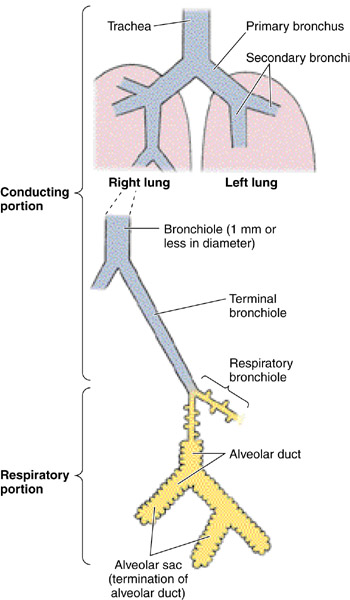 Trachea
Primary bronchus
Secondary bronchi
Right lung
Left lung
Conducting
portion
Bronchiole (1 mm or
less in diameter)
Terminal
bronchiole
Respiratory
bronchiole
Alveolar duct
Respiratory
portion
Alveolar sac
(termination of
alveolar duct)